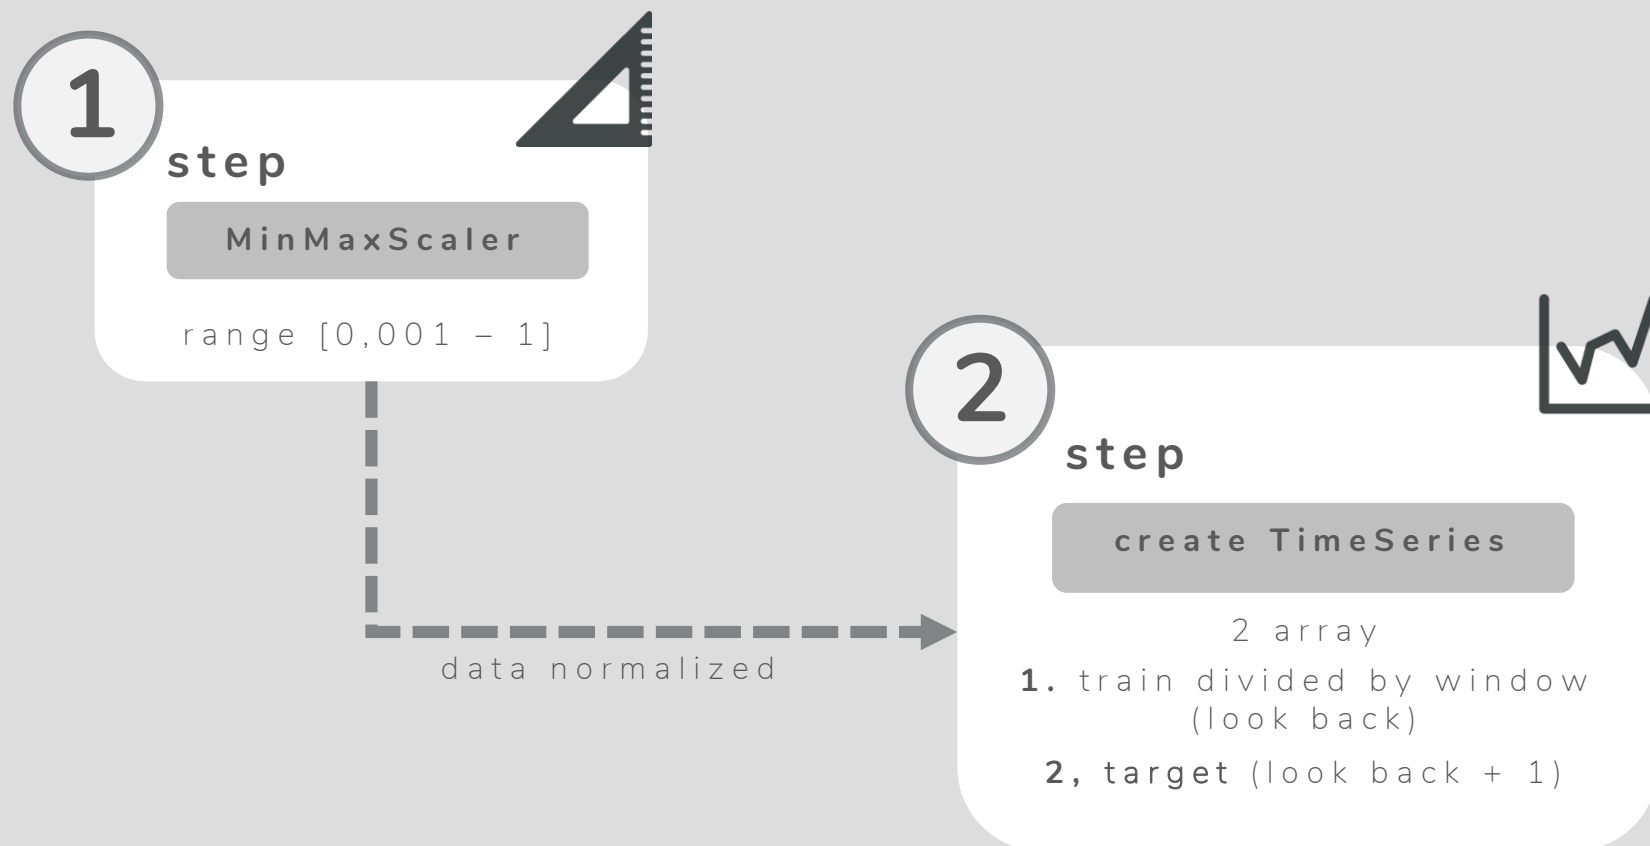 1
step
MinMaxScaler
range [0,001 – 1]
data normalized
2
step
create TimeSeries
2 array
1. train divided by window
(look back)
2, target (look back + 1)